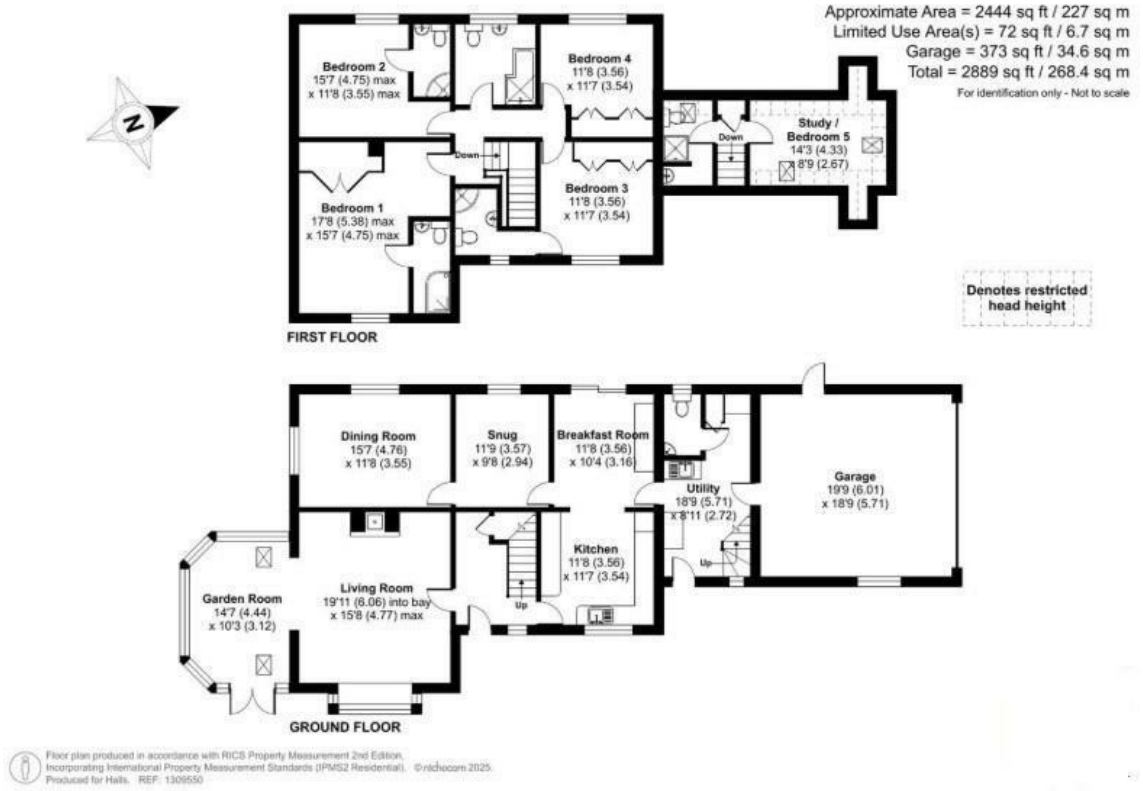 Approximate Area = 2444 sq ft / 227 sq m
Limited Use Area(s) = 72 sq ft / 6.7 sq m
Garage = 373 sq ft / 34.6 sq m
Total = 2889 sq ft / 268.4 sq m
For identification only - Not to scale
N
Bedroom 2
15'7 (4.75) max
x 11'8 (3.55) max
Bedroom 4
11'8 (3.56)
x 11'7 (3.54)
Down
Study /
Bedroom 5
14'3 (4.33)
x 8'9 (2.67)
Down
Bedroom 1
17'8 (5.38) max
x 15'7 (4.75) max
Bedroom 3
11'8 (3.56)
x 11'7 (3.54)
Denotes restricted
head height
FIRST FLOOR
Dining Room
15'7 (4.76)
x 11'8 (3.55)
Snug
11'9 (3.57)
x 9'8 (2.94)
Breakfast Room
11'8 (3.56)
x 10'4 (3.16)
Utility
18'9 (5.71)
x 8'11 (2.72)
Up
Garage
19'9 (6.01)
x 18'9 (5.71)
Garden Room
14'7 (4.44)
x 10'3 (3.12)
Living Room
19'11 (6.06) into bay
x 15'8 (4.77) max
Up
Kitchen
11'8 (3.56)
x 11'7 (3.54)
GROUND FLOOR
Floor plan produced in accordance with RICS Property Measurement 2nd Edition,
Incorporating International Property Measurement Standards (IPMS2 Residential). © nichecom 2025.
Produced for Halls. REF: 1309550